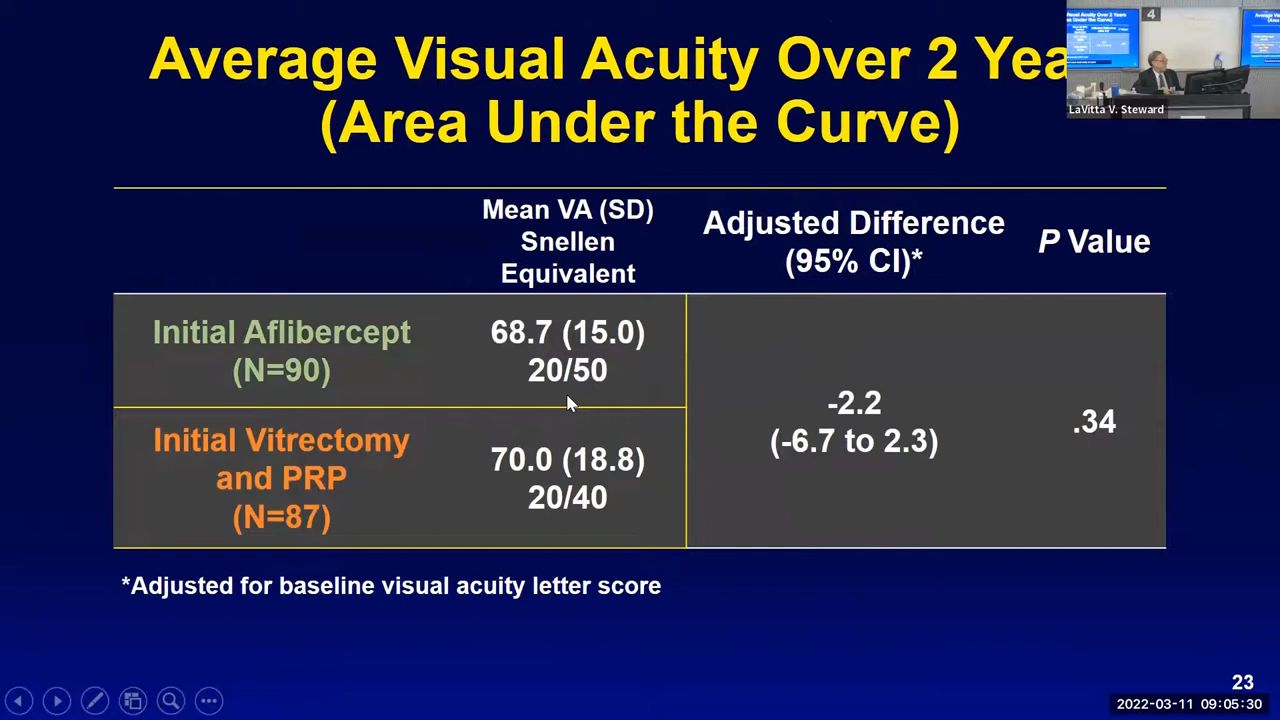 Average Visual Acuity Over 2 Yea
(Area Under the Curve)
4
LaVitta V. Steward
Mean VA (SD)
Snellen
Equivalent
Adjusted Difference
(95% CI)*
P Value
Initial Aflibercept
(N=90)
68.7 (15.0)
20/50
Initial Vitrectomy
and PRP
(N=87)
70.0 (18.8)
20/40
-2.2
(-6.7 to 2.3)
.34
*Adjusted for baseline visual acuity letter score
23
2022-03-11 09:05:30